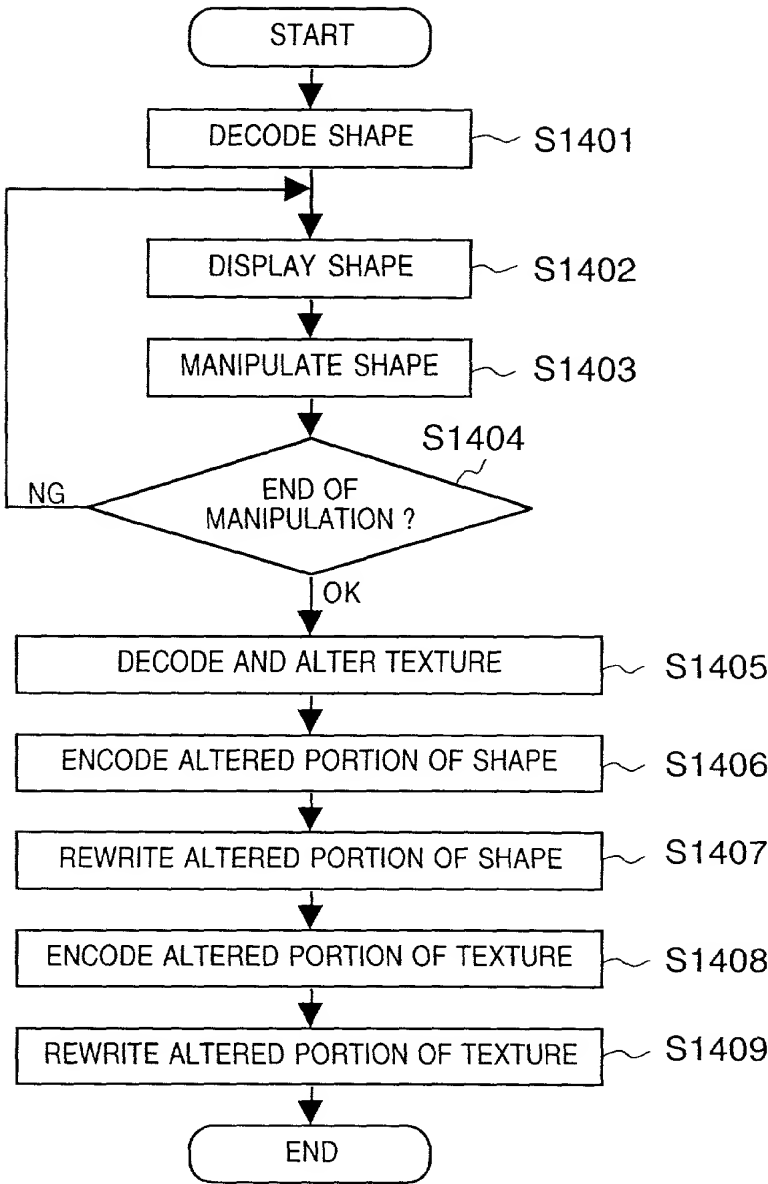 START
DECODE SHAPE
S1401
DISPLAY SHAPE
S1402
MANIPULATE SHAPE
S1403
S1404
END OF
MANIPULATION ?
NG
OK
DECODE AND ALTER TEXTURE
S1405
ENCODE ALTERED PORTION OF SHAPE
S1406
REWRITE ALTERED PORTION OF SHAPE
S1407
ENCODE ALTERED PORTION OF TEXTURE
S1408
REWRITE ALTERED PORTION OF TEXTURE
S1409
END